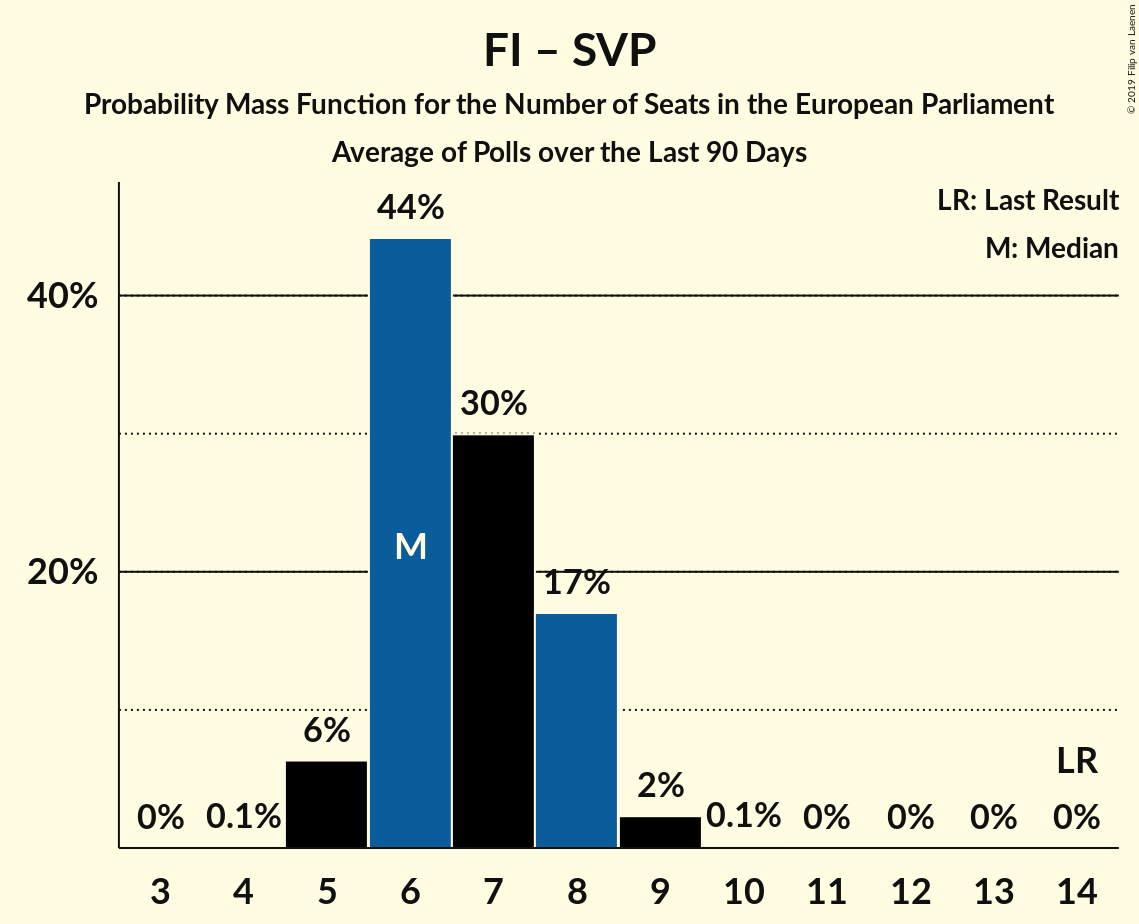 FI – SVP
Probability Mass Function for the Number of Seats in the European Parliament
Average of Polls over the Last 90 Days
© 2019 Filip van Laenen
LR: Last Result
M: Median
44%
40%
30%
M
20%
17%
6%
2%
LR
0% 0.1% 0.1% 0% 0% 0% 0%
3 4 5 6 7 8 9 10 11 12 13 14